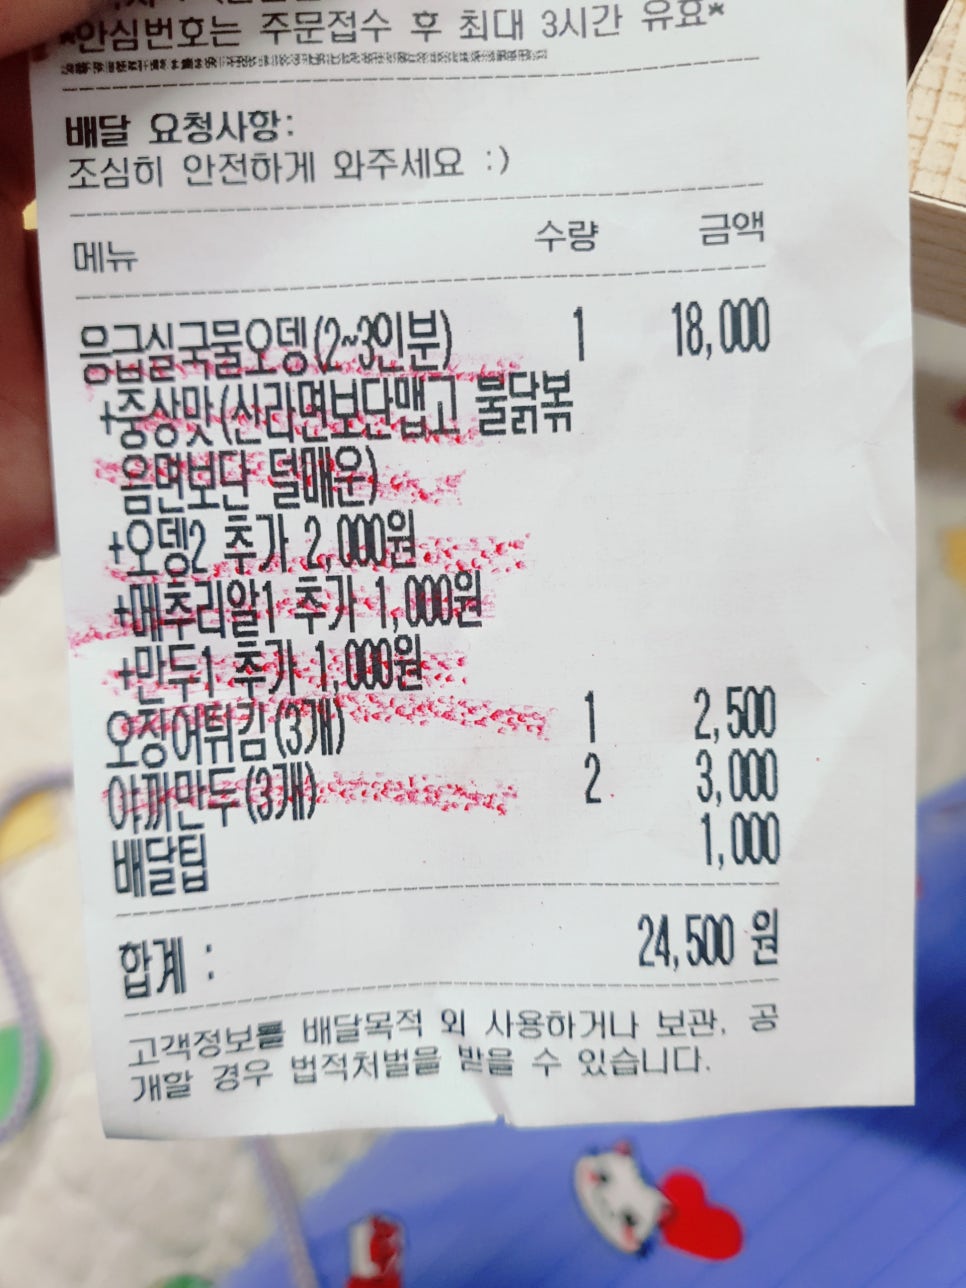 *안심번호는 주문접수 후 최대 3시간 유효*
배달 요청사항:
조심히 안전하게 와주세요 :)
메뉴 수량 금액
응급실국물오뎅(2~3인분) 1 18,000
+중상맛(신라면보단맵고 불닭볶
음면보단 덜매운)
+오뎅2 추가 2,000원
+메추리알1 추가 1,000원
+만두1 추가 1,000원
오징어튀김(3개) 1 2,500
야끼만두(3개) 2 3,000
배달팁 1,000
합계 : 24,500 원
고객정보를 배달목적 외 사용하거나 보관, 공
개할 경우 법적처벌을 받을 수 있습니다.